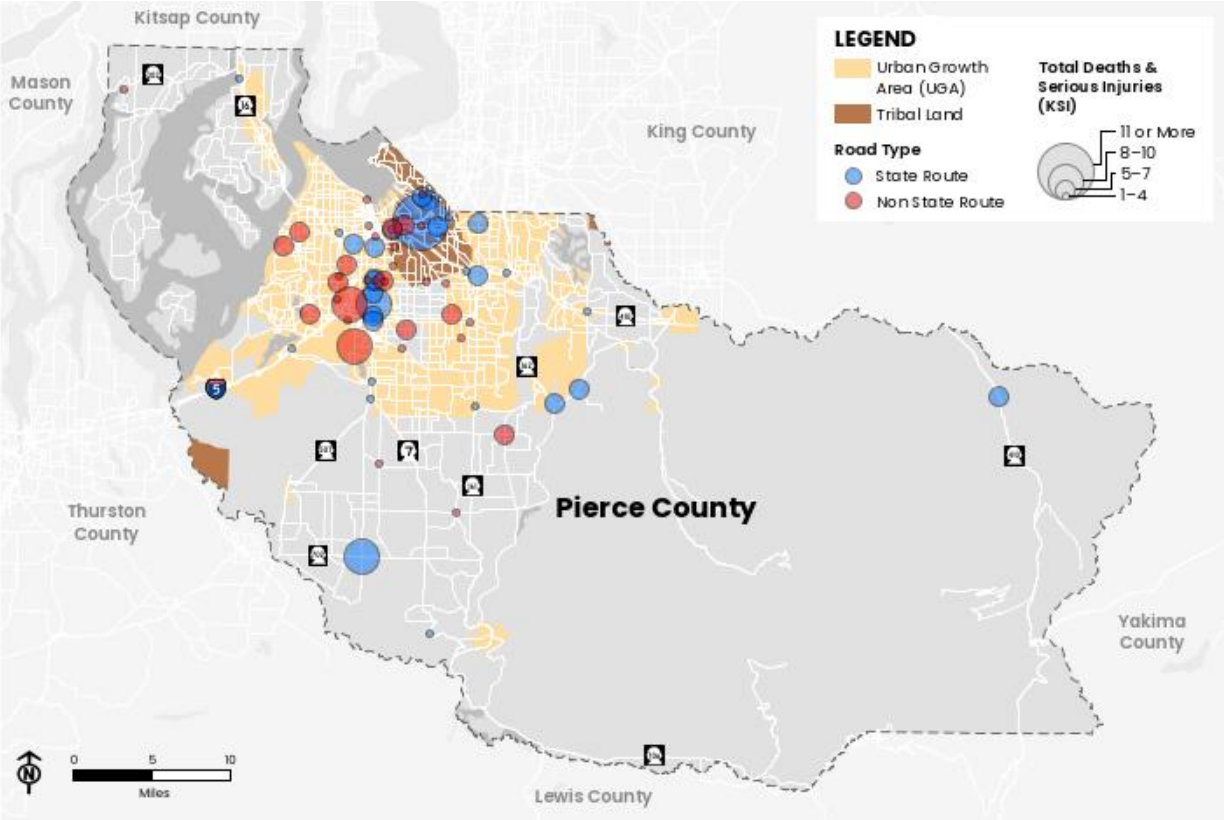 Kitsap County
Mason
County
King County
LEGEND
Urban Growth
Area (UGA)
Tribal Land
Road Type
State Route
Non State Route
Total Deaths &
Serious Injuries
(KSI)
11 or More
8–10
5–7
1–4
16
5
7
Pierce County
Thurston
County
Yakima
County
Lewis County
N
0 5 10
Miles